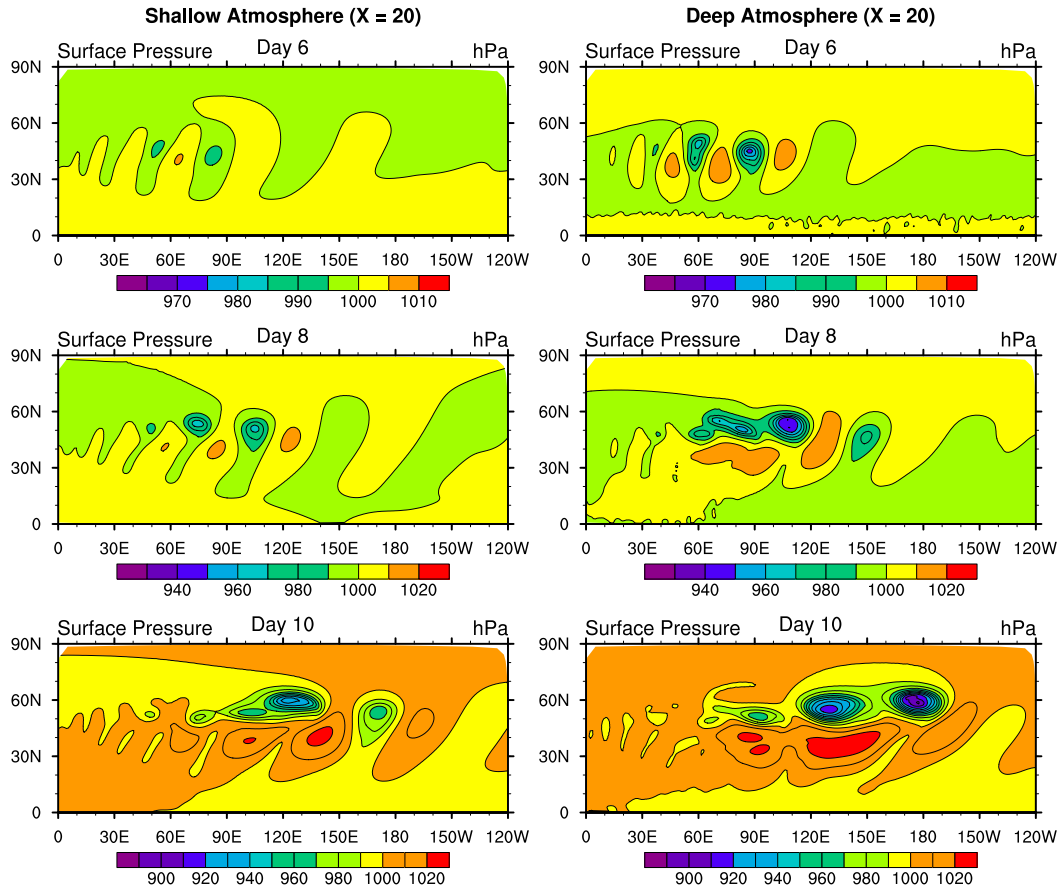 Shallow Atmosphere (X = 20)
Deep Atmosphere (X = 20)
Surface Pressure Day 6 hPa
90N
60N
30N
0
0 30E 60E 90E 120E 150E 180 150W 120W
970 980 990 1000 1010
Surface Pressure Day 6 hPa
90N
60N
30N
0
0 30E 60E 90E 120E 150E 180 150W 120W
970 980 990 1000 1010
Surface Pressure Day 8 hPa
90N
60N
30N
0
0 30E 60E 90E 120E 150E 180 150W 120W
940 960 980 1000 1020
Surface Pressure Day 8 hPa
90N
60N
30N
0
0 30E 60E 90E 120E 150E 180 150W 120W
940 960 980 1000 1020
Surface Pressure Day 10 hPa
90N
60N
30N
0
0 30E 60E 90E 120E 150E 180 150W 120W
900 920 940 960 980 1000 1020
Surface Pressure Day 10 hPa
90N
60N
30N
0
0 30E 60E 90E 120E 150E 180 150W 120W
900 920 940 960 980 1000 1020